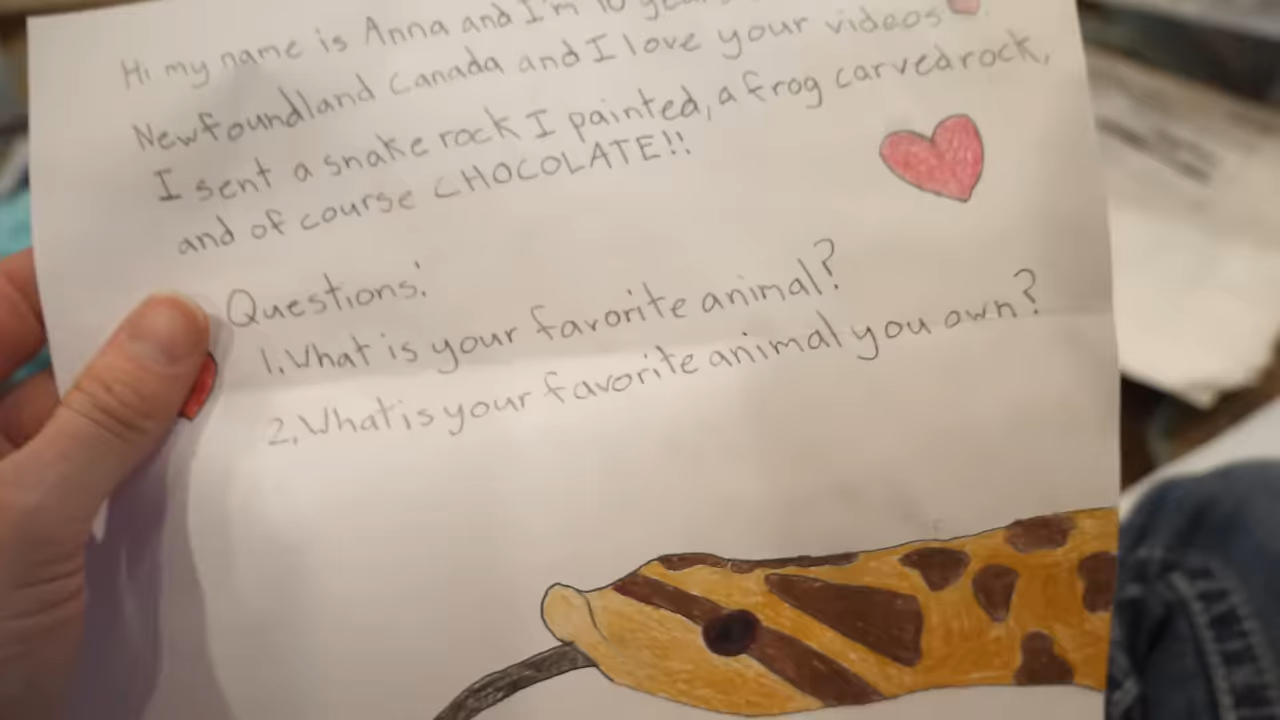 Hi my name is Anna and I'm 10
Newfoundland Canada and I love your videos
I sent a snake rock I painted, a frog carved rock,
and of course CHOCOLATE!!
Questions:
1. What is your favorite animal?
2. What is your favorite animal you own?